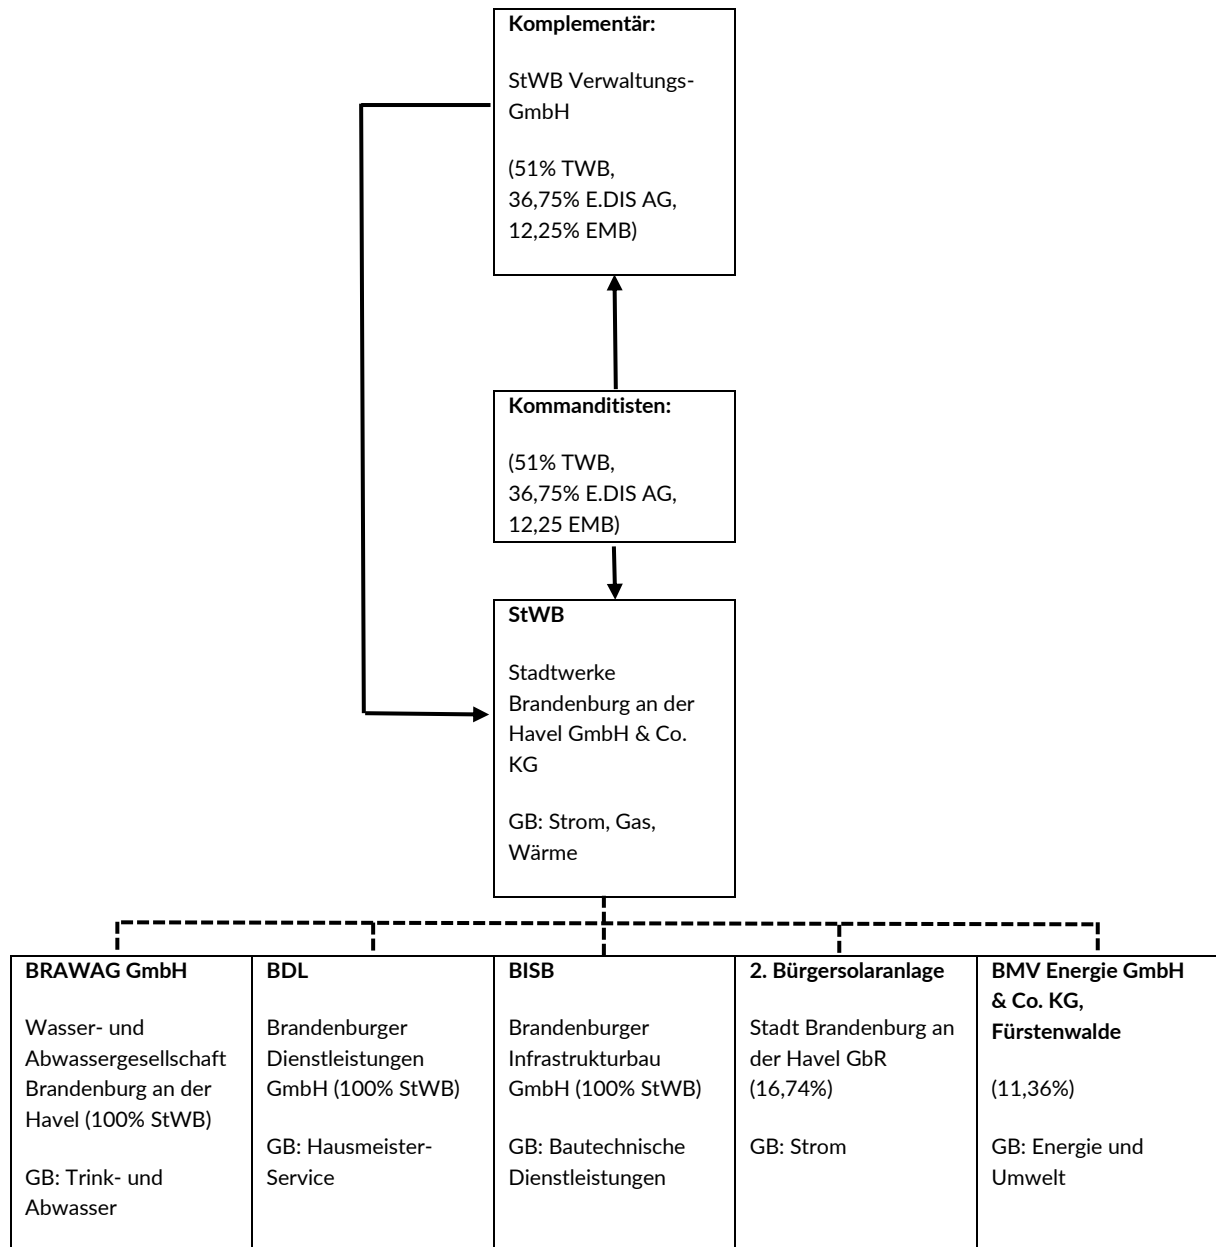 Komplementär:
StWB Verwaltungs-
GmbH
(51% TWB,
36,75% E.DIS AG,
12,25% EMB)
Kommanditisten:
(51% TWB,
36,75% E.DIS AG,
12,25 EMB)
StWB
Stadtwerke
Brandenburg an der
Havel GmbH & Co.
KG
GB: Strom, Gas,
Wärme
BRAWAG GmbH
Wasser- und
Abwassergesellschaft
Brandenburg an der
Havel (100% StWB)
GB: Trink- und
Abwasser
BDL
Brandenburger
Dienstleistungen
GmbH (100% StWB)
GB: Hausmeister-
Service
BISB
Brandenburger
Infrastrukturbau
GmbH (100% StWB)
GB: Bautechnische
Dienstleistungen
2. Bürgersolaranlage
Stadt Brandenburg an
der Havel GbR
(16,74%)
GB: Strom
BMV Energie GmbH
& Co. KG,
Fürstenwalde
(11,36%)
GB: Energie und
Umwelt